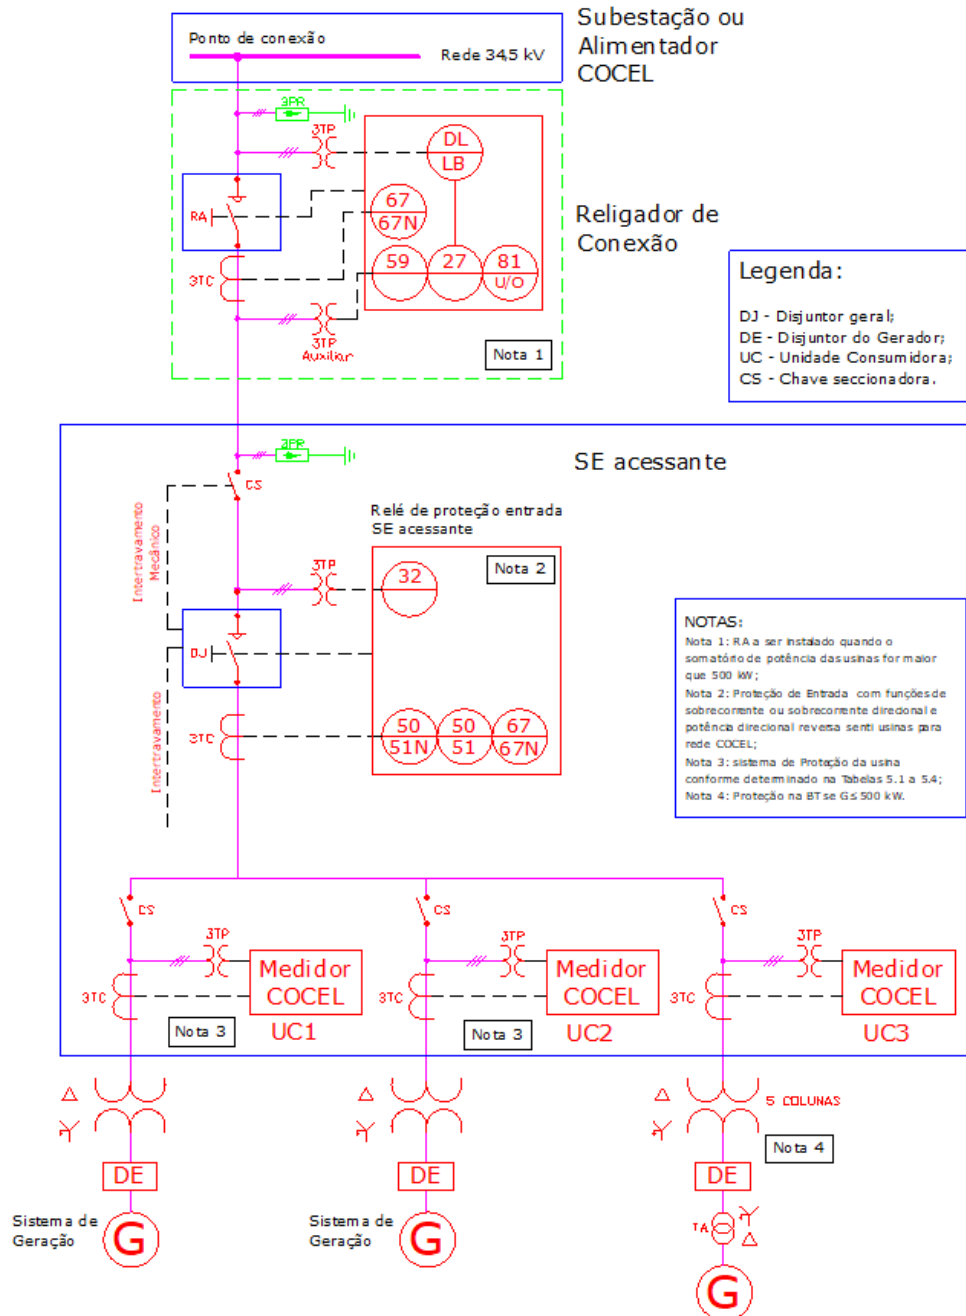 Subestação ou
Alimentador
COCEL
Ponto de conexão
Rede 34,5 kV
3PR
3TP
DL
LB
RA
67
67N
59
27
81
U/O
3TC
3TP
Auxiliar
Nota 1
Religador de
Conexão
Legenda:
DJ - Disjuntor geral;
DE - Disjuntor do Gerador;
UC - Unidade Consumidora;
CS - Chave seccionadora.
3PR
SE acessante
CS
Relé de proteção entrada
SE acessante
Intertravamento
Mecânico
3TP
32
Nota 2
DJ
Intertravamento
3TC
50
51N
50
51
67
67N
NOTAS:
Nota 1: RA a ser instalado quando o
somatório de potência das usinas for maior
que 500 kW;
Nota 2: Proteção de Entrada com funções de
sobrecorrente ou sobrecorrente direcional e
potência direcional reversa senti usinas para
rede COCEL;
Nota 3: sistema de Proteção da usina
conforme determinado na Tabelas 5.1 a 5.4;
Nota 4: Proteção na BT se G≤ 500 kW.
CS
CS
CS
3TP
3TP
3TP
Medidor
COCEL
Medidor
COCEL
Medidor
COCEL
3TC
3TC
3TC
Nota 3
UC1
Nota 3
UC2
UC3
5 COLUNAS
Nota 4
DE
DE
DE
Sistema de
Geração
G
Sistema de
Geração
G
TA
G